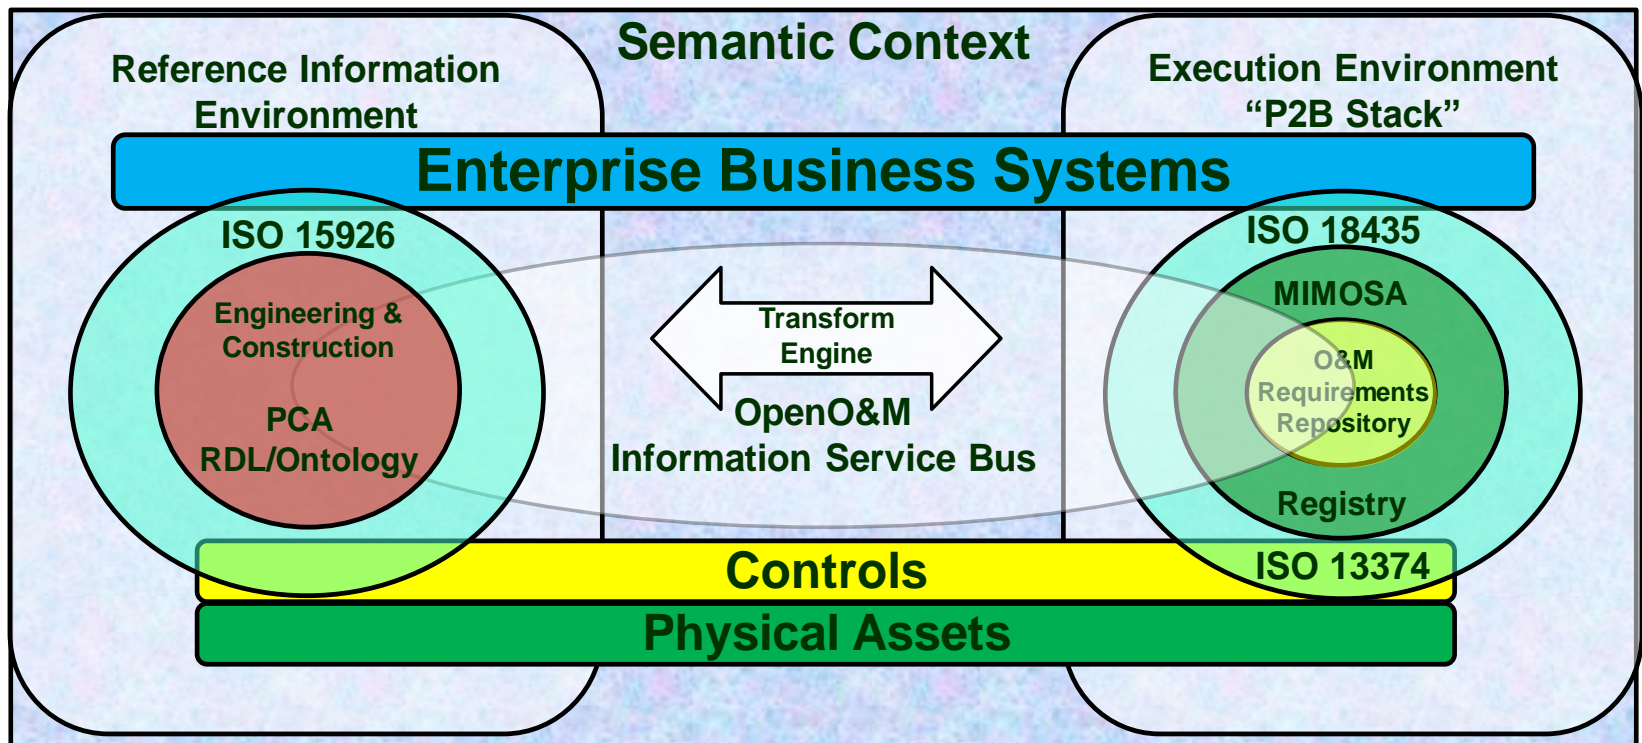 Semantic Context
Reference Information
Environment
Execution Environment
“P2B Stack”
Enterprise Business Systems
ISO 15926
Engineering &
Construction
PCA
RDL/Ontology
Transform
Engine
OpenO&M
Information Service Bus
ISO 18435
MIMOSA
O&M
Requirements
Repository
Registry
ISO 13374
Controls
Physical Assets